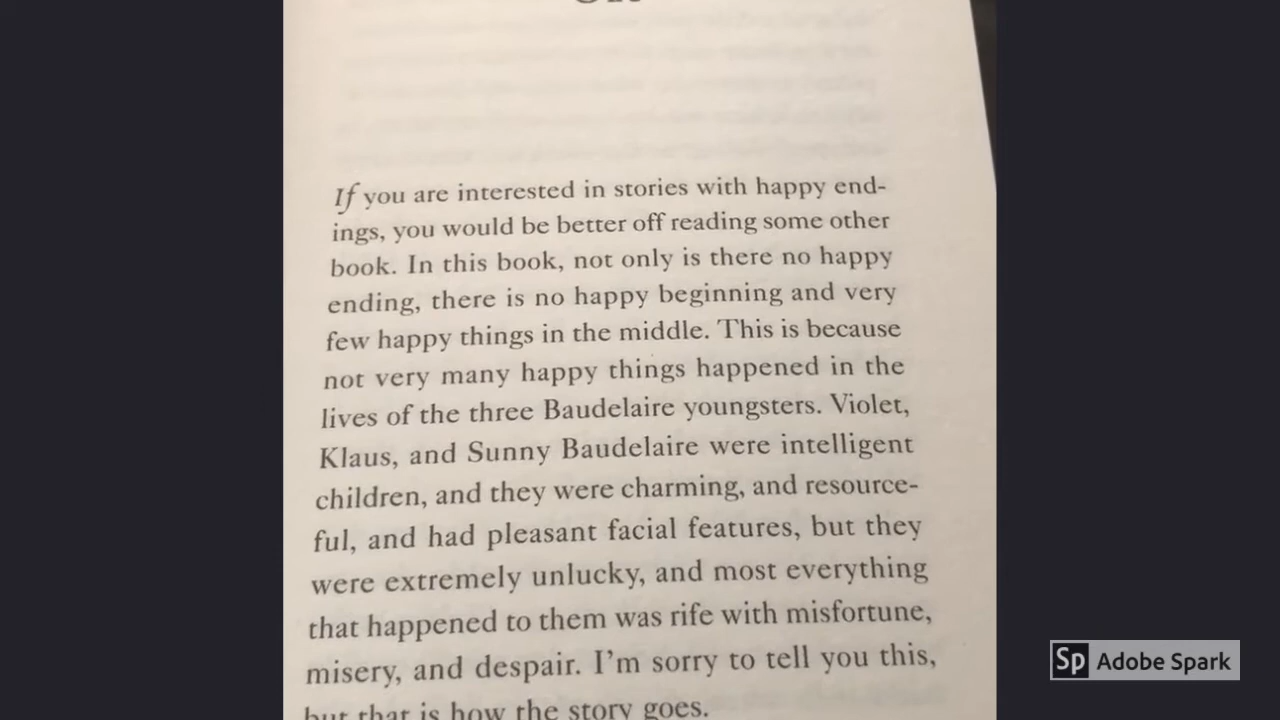 If you are interested in stories with happy end-
ings, you would be better off reading some other
book. In this book, not only is there no happy
ending, there is no happy beginning and very
few happy things in the middle. This is because
not very many happy things happened in the
lives of the three Baudelaire youngsters. Violet,
Klaus, and Sunny Baudelaire were intelligent
children, and they were charming, and resource-
ful, and had pleasant facial features, but they
were extremely unlucky, and most everything
that happened to them was rife with misfortune,
misery, and despair. I'm sorry to tell you this,
but that is how the story goes.
Sp Adobe Spark